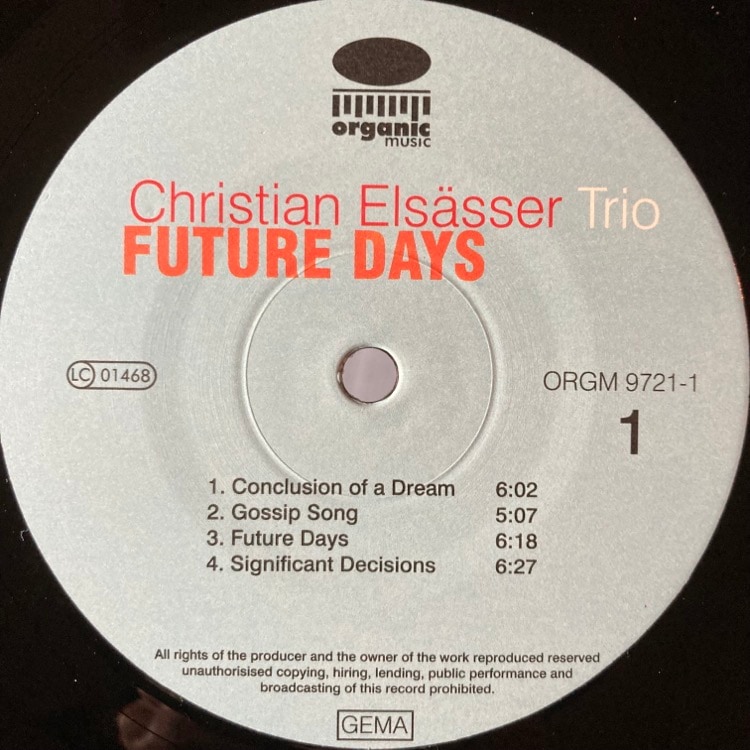 organic
music
Christian Elsässer Trio
FUTURE DAYS
LC 01468
ORGM 9721-1
1
1. Conclusion of a Dream 6:02
2. Gossip Song 5:07
3. Future Days 6:18
4. Significant Decisions 6:27
All rights of the producer and the owner of the work reproduced reserved
unauthorisised copying, hiring, lending, public performance and
broadcasting of this record prohibited.
GEMA